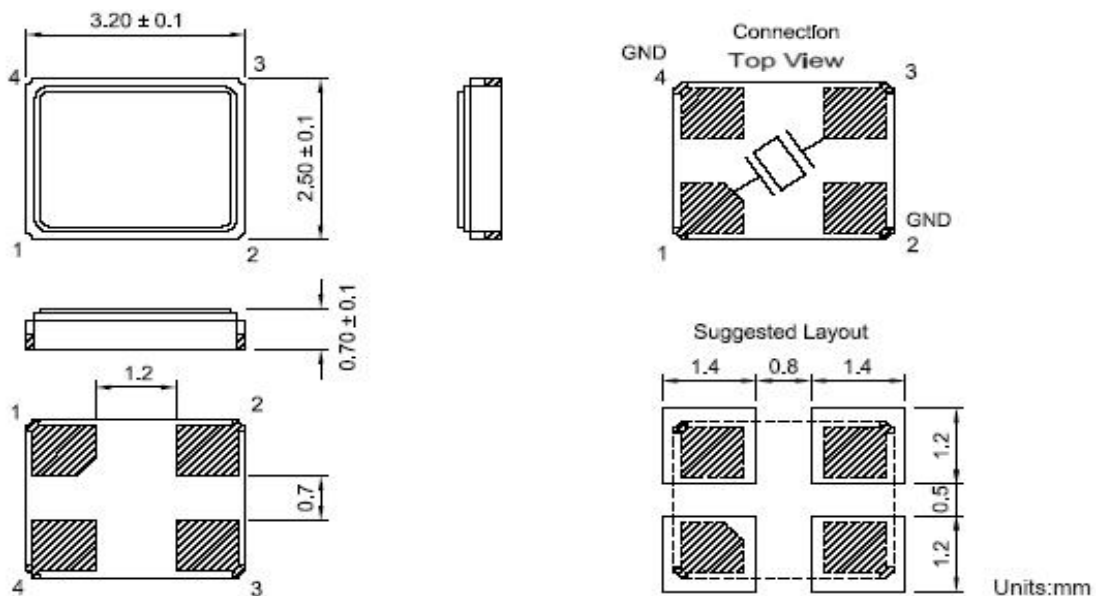 3.20 ± 0.1
4
3
2.50 ± 0.1
1
2
0.70 ± 0.1
1.2
1
2
0.7
4
3
Connection
Top View
GND
4
3
GND
1
2
Suggested Layout
1.4
0.8
1.4
1.2
0.5
1.2
Units:mm